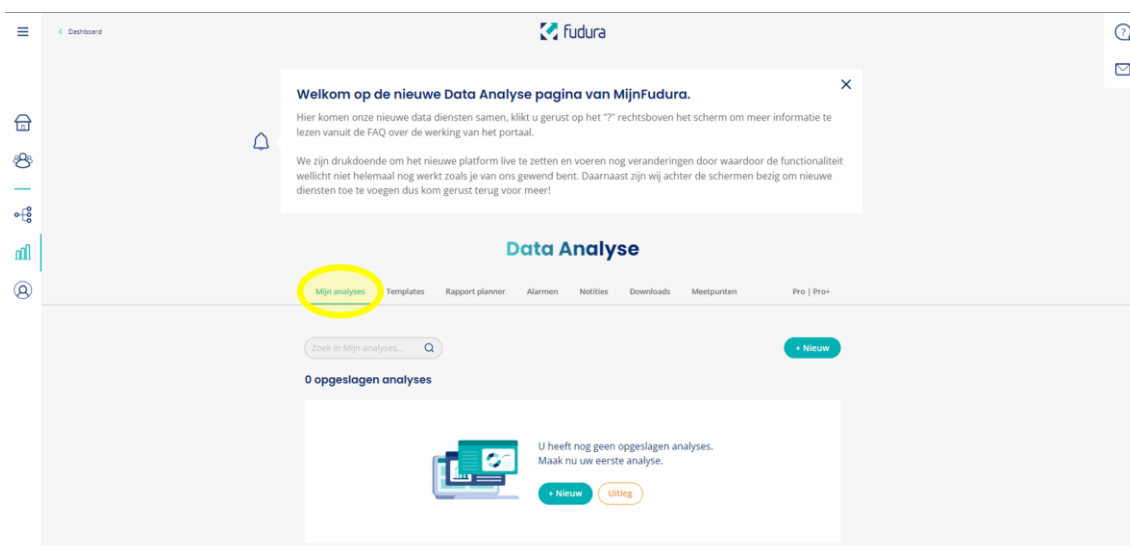 Dashboard
fudura
Welkom op de nieuwe Data Analyse pagina van MijnFudura.
Hier komen onze nieuwe data diensten samen, klikt u gerust op het "?" rechtsboven het scherm om meer informatie te
lezen vanuit de FAQ over de werking van het portaal.
We zijn drukdoende om het nieuwe platform live te zetten en voeren nog veranderingen door waardoor de functionaliteit
wellicht niet helemaal nog werkt zoals je van ons gewend bent. Daarnaast zijn wij achter de schermen bezig om nieuwe
diensten toe te voegen dus kom gerust terug voor meer!
Data Analyse
Mijn analyses Templates Rapport planner Alarmen Notities Downloads Meetpunten Pro | Pro+
Zoek in Mijn analyses... + Nieuw
0 opgeslagen analyses
U heeft nog geen opgeslagen analyses.
Maak nu uw eerste analyse.
+ Nieuw Uitleg